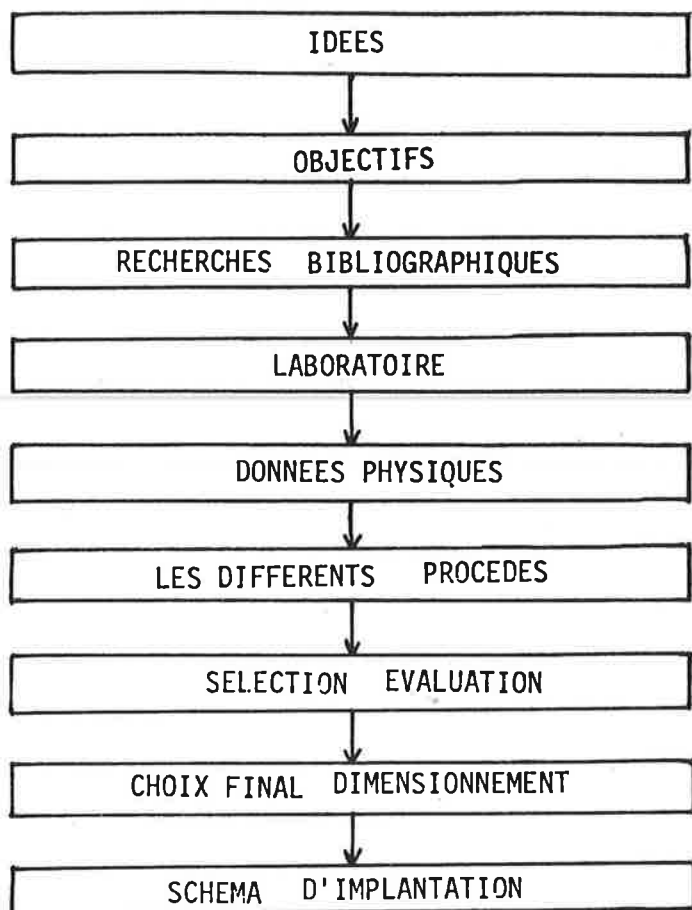 IDEES
OBJECTIFS
RECHERCHES BIBLIOGRAPHIQUES
LABORATOIRE
DONNEES PHYSIQUES
LES DIFFERENTS PROCEDES
SELECTION EVALUATION
CHOIX FINAL DIMENSIONNEMENT
SCHEMA D'IMPLANTATION